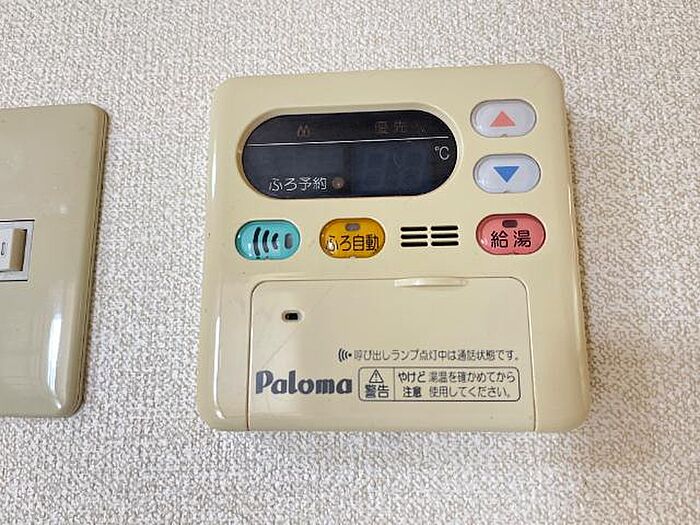 優先
℃
ふろ予約
ふろ自動
給湯
呼び出しランプ点灯中は通話状態です。
Paloma
警告
やけど 湯温を確かめてから
注意 使用してください。